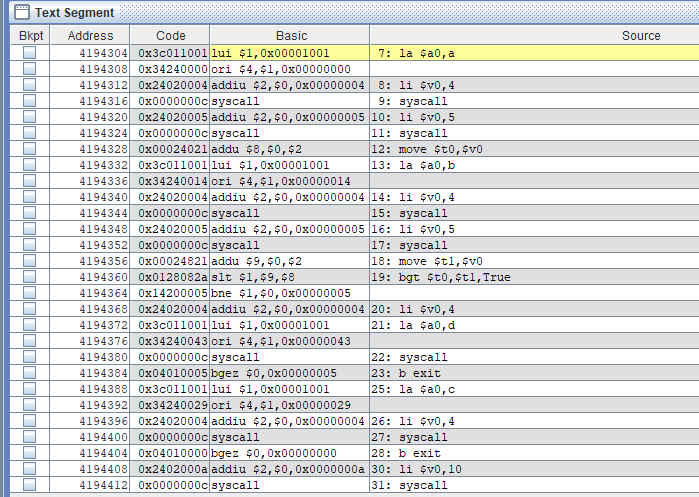 Text Segment
Bkpt Address Code Basic Source
4194304 0x3c011001 lui $1,0x00001001 7: la $a0,a
4194308 0x34240000 ori $4,$1,0x00000000
4194312 0x24020004 addiu $2,$0,0x00000004 8: li $v0,4
4194316 0x0000000c syscall 9: syscall
4194320 0x24020005 addiu $2,$0,0x00000005 10: li $v0,5
4194324 0x0000000c syscall 11: syscall
4194328 0x00024021 addu $8,$0,$2 12: move $t0,$v0
4194332 0x3c011001 lui $1,0x00001001 13: la $a0,b
4194336 0x34240014 ori $4,$1,0x00000014
4194340 0x24020004 addiu $2,$0,0x00000004 14: li $v0,4
4194344 0x0000000c syscall 15: syscall
4194348 0x24020005 addiu $2,$0,0x00000005 16: li $v0,5
4194352 0x0000000c syscall 17: syscall
4194356 0x00024821 addu $9,$0,$2 18: move $t1,$v0
4194360 0x0128082a slt $1,$9,$8 19: bgt $t0,$t1,True
4194364 0x14200005 bne $1,$0,0x00000005
4194368 0x24020004 addiu $2,$0,0x00000004 20: li $v0,4
4194372 0x3c011001 lui $1,0x00001001 21: la $a0,d
4194376 0x34240043 ori $4,$1,0x00000043
4194380 0x0000000c syscall 22: syscall
4194384 0x04010005 bgez $0,0x00000005 23: b exit
4194388 0x3c011001 lui $1,0x00001001 25: la $a0,c
4194392 0x34240029 ori $4,$1,0x00000029
4194396 0x24020004 addiu $2,$0,0x00000004 26: li $v0,4
4194400 0x0000000c syscall 27: syscall
4194404 0x04010000 bgez $0,0x00000000 28: b exit
4194408 0x2402000a addiu $2,$0,0x0000000a 30: li $v0,10
4194412 0x0000000c syscall 31: syscall